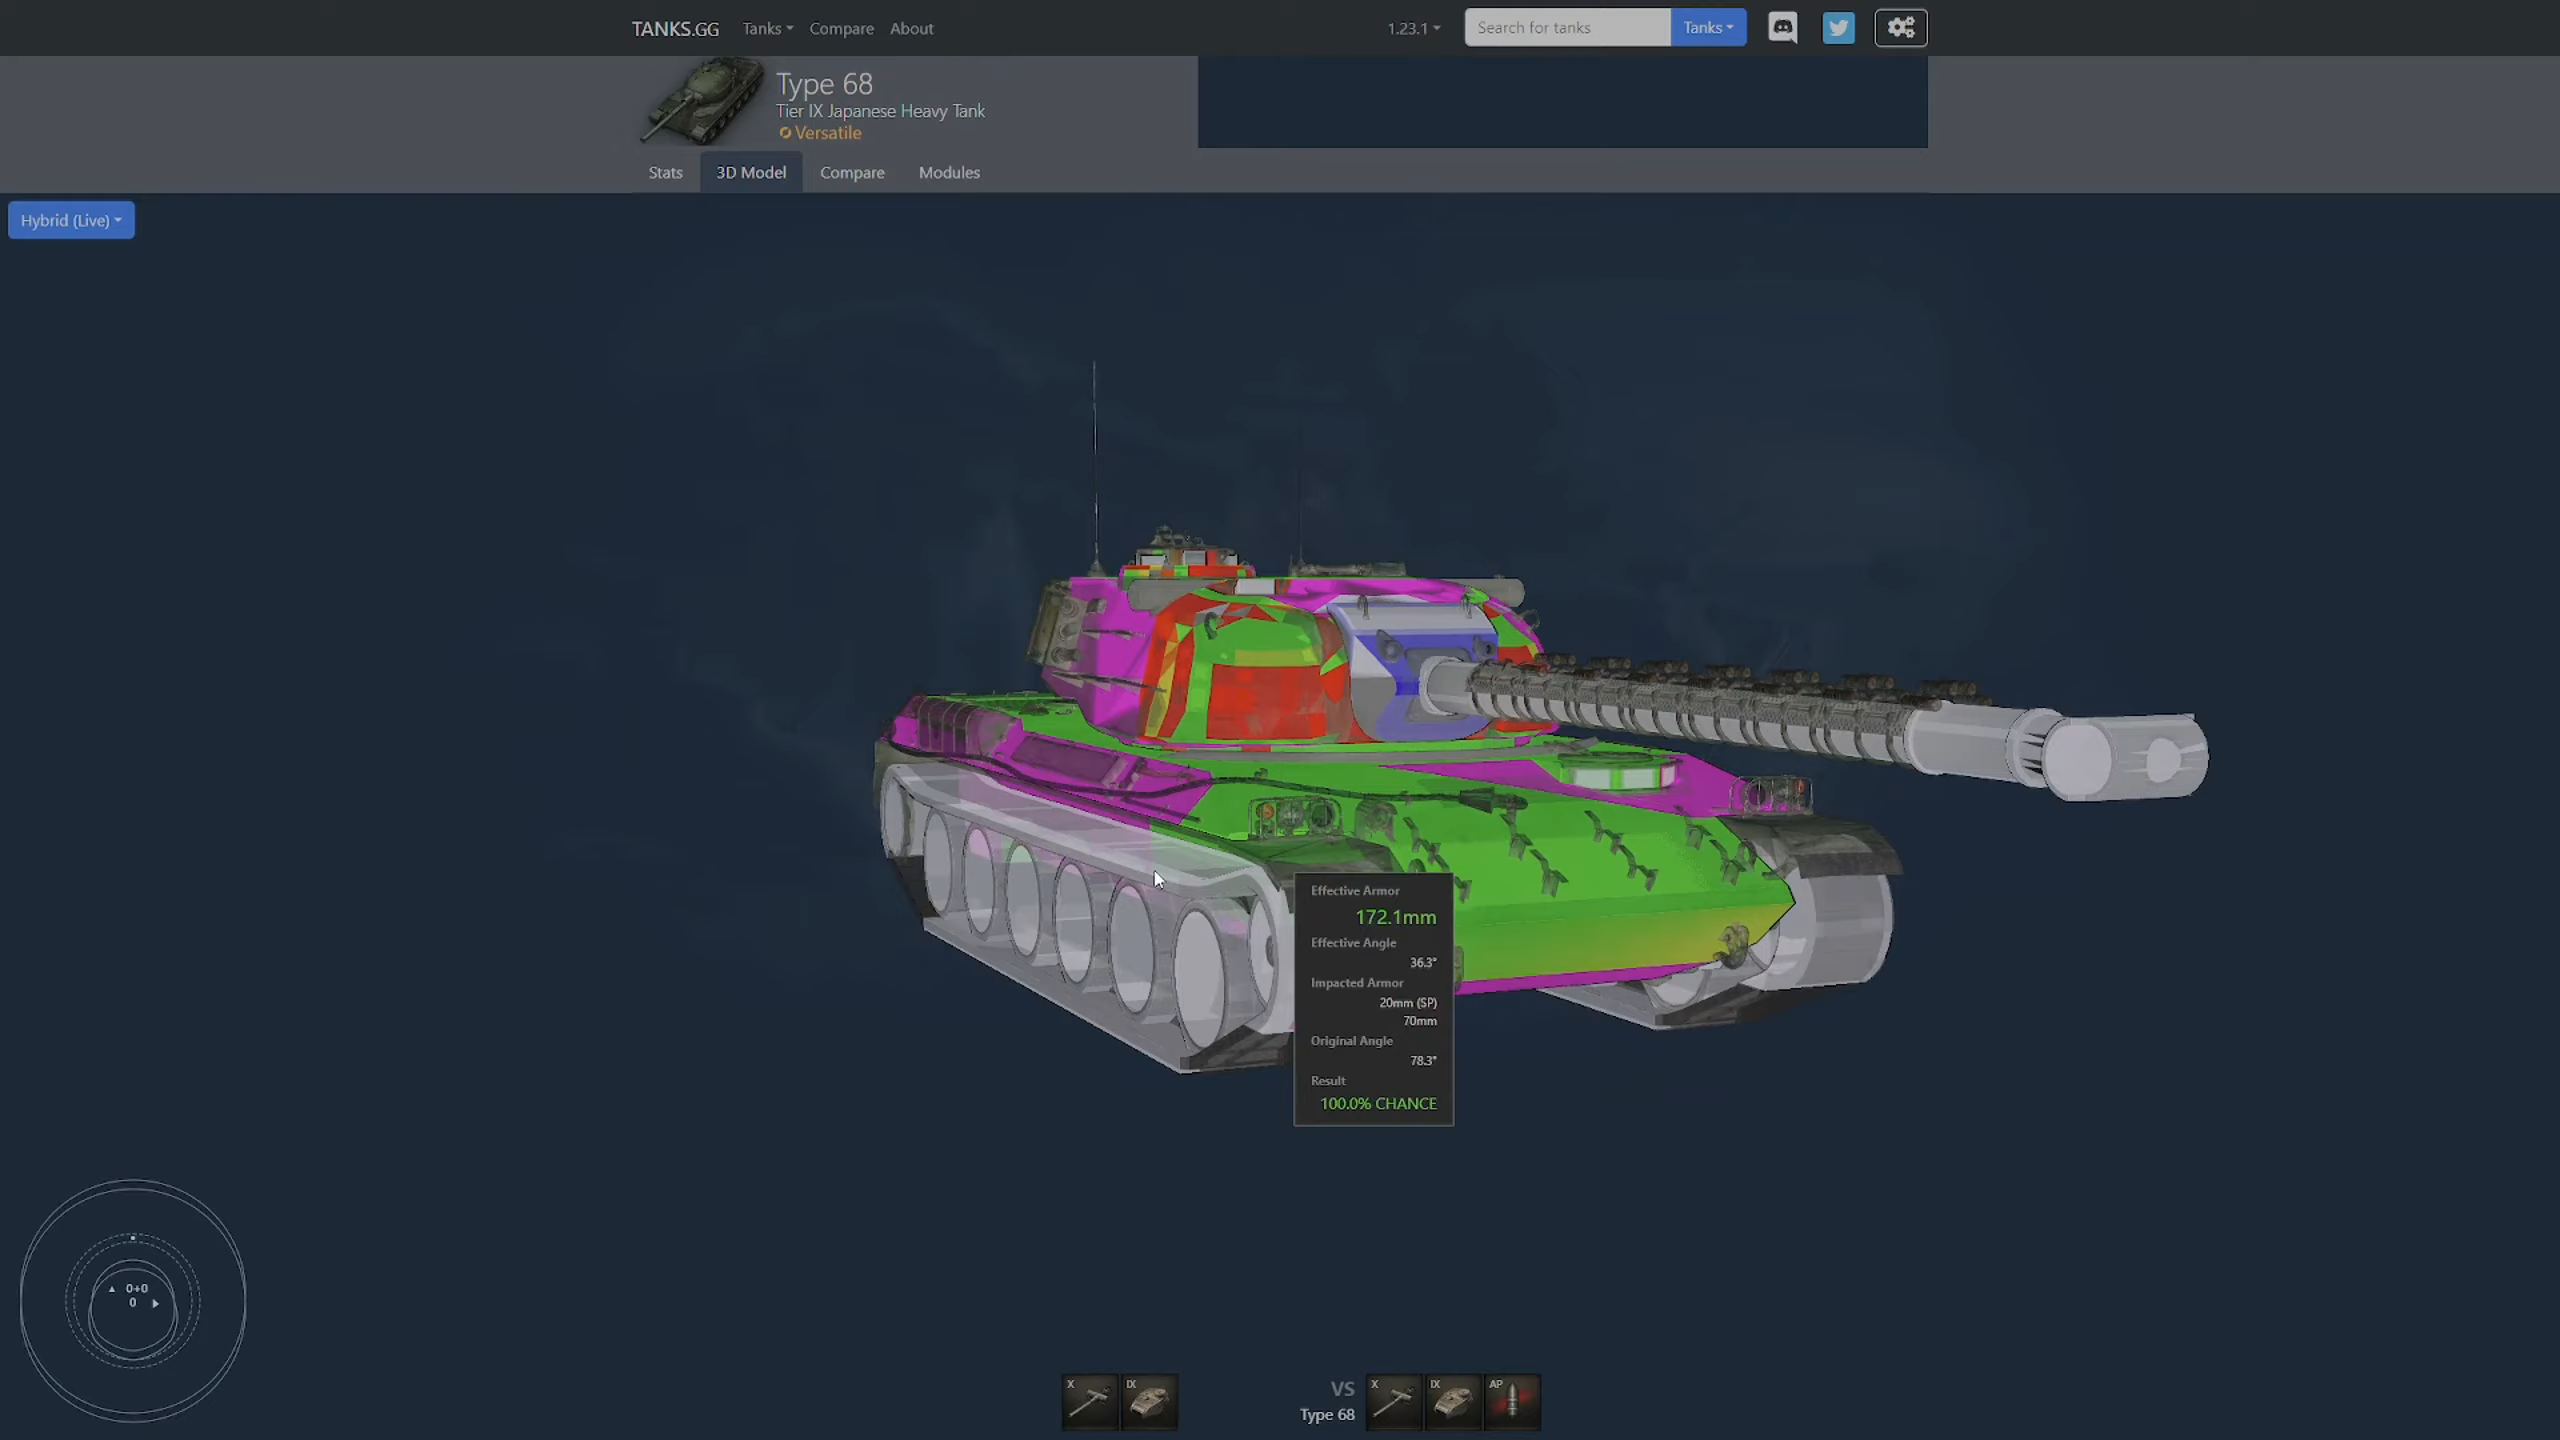 TANKS.GG Tanks Compare About 1.23.1 Search for tanks Tanks
Type 68
Tier IX Japanese Heavy Tank
Versatile
Stats 3D Model Compare Modules
Hybrid (Live)
Effective Armor
172.1mm
Effective Angle
36.3°
Impacted Armor
20mm (SP)
70mm
Original Angle
78.3°
Result
100.0% CHANCE
0+0
0
X IX
VS
Type 68
X IX AP